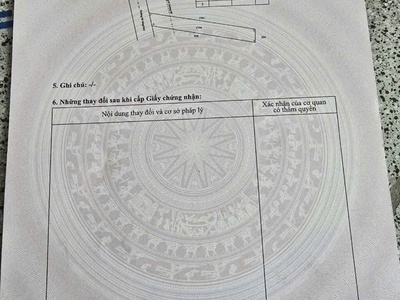 5. Ghi chú: -/-
6. Những thay đổi sau khi cấp Giấy chứng nhận:
Nội dung thay đổi và cơ sở pháp lý
Xác nhận của cơ quan
có thẩm quyền